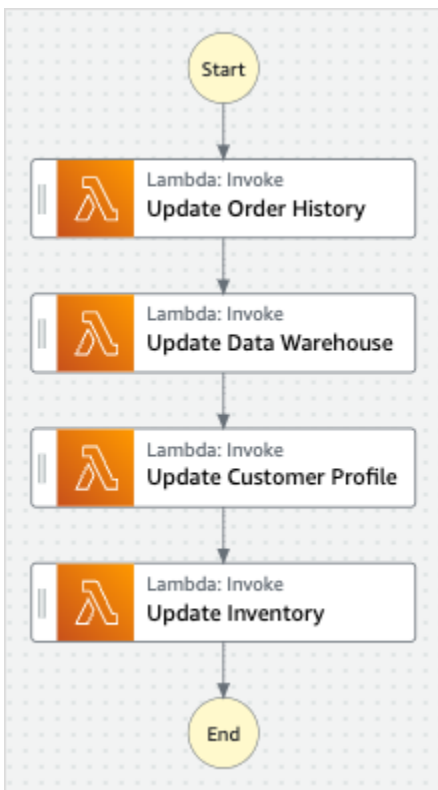 Start
Lambda: Invoke
Update Order History
Lambda: Invoke
Update Data Warehouse
Lambda: Invoke
Update Customer Profile
Lambda: Invoke
Update Inventory
End